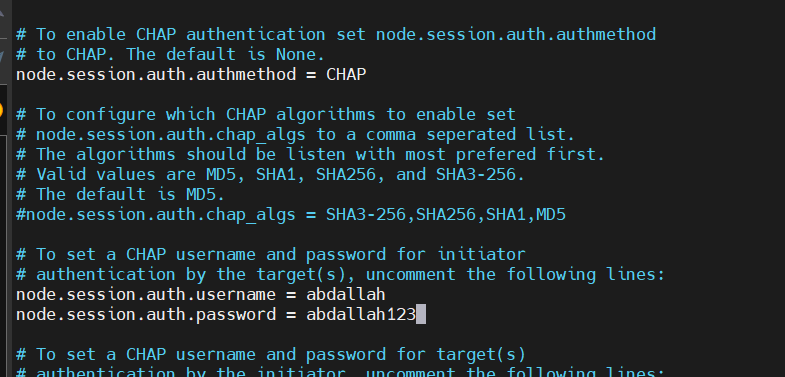 # To enable CHAP authentication set node.session.auth.authmethod
# to CHAP. The default is None.
node.session.auth.authmethod = CHAP
# To configure which CHAP algorithms to enable set
# node.session.auth.chap_algs to a comma seperated list.
# The algorithms should be listen with most prefered first.
# Valid values are MD5, SHA1, SHA256, and SHA3-256.
# The default is MD5.
#node.session.auth.chap_algs = SHA3-256,SHA256,SHA1,MD5
# To set a CHAP username and password for initiator
# authentication by the target(s), uncomment the following lines:
node.session.auth.username = abdallah
node.session.auth.password = abdallah123
# To set a CHAP username and password for target(s)
# authentication by the initiator, uncomment the following lines: